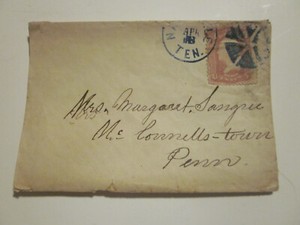 TEN.
Mrs. Margaret Sangree
Mc Connells-town
Penn.